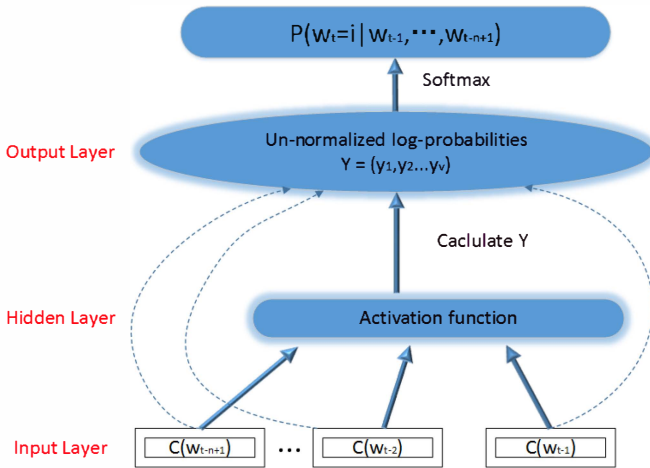 P(wt=i|wt-1,···,wt-n+1)
Softmax
Output Layer
Un-normalized log-probabilities
Y = (y1,y2...yv)
Caclulate Y
Hidden Layer
Activation function
Input Layer
C(wt-n+1) ··· C(wt-2) C(wt-1)